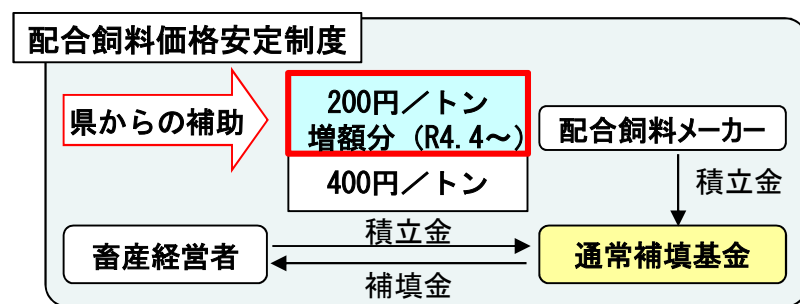 配合飼料価格安定制度
県からの補助
200円／トン
増額分（R4.4～）
400円／トン
配合飼料メーカー
積立金
畜産経営者
積立金
補填金
通常補填基金